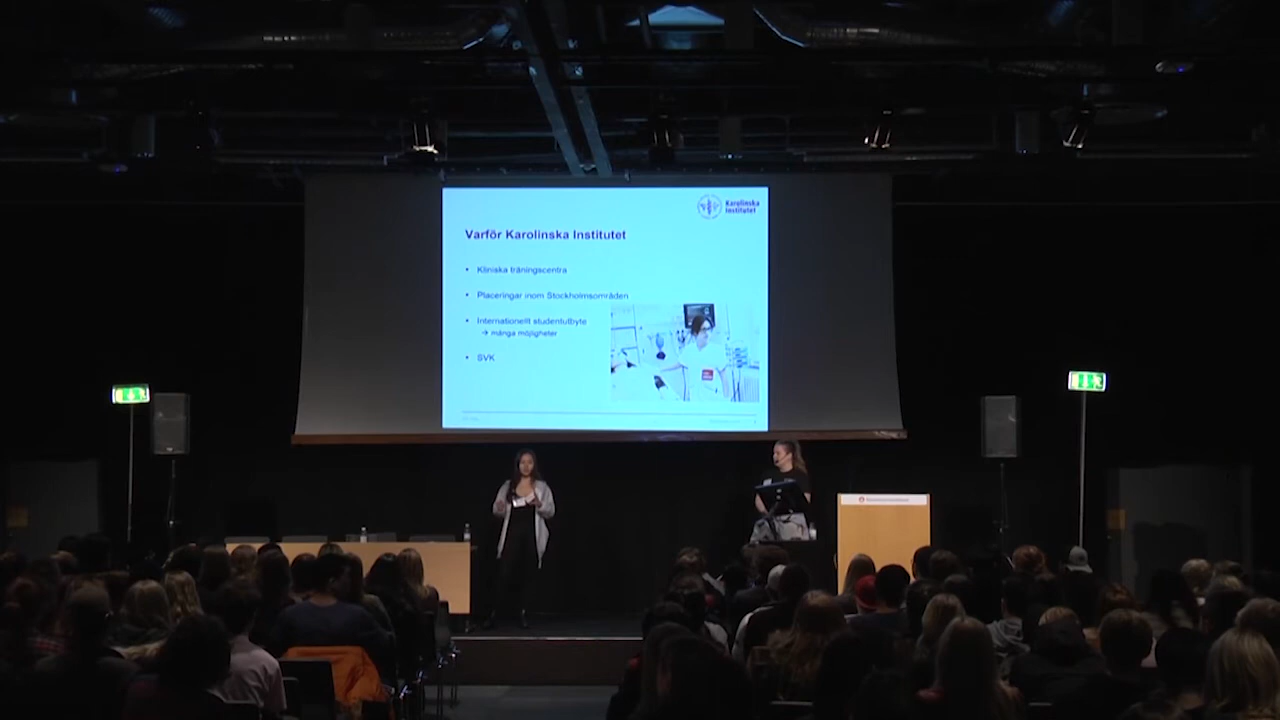 Karolinska
Institutet
Varför Karolinska Institutet
• Kliniska träningscentra
• Placeringar inom Stockholmsområden
• Internationellt studentutbyte
→ många möjligheter
• SVK